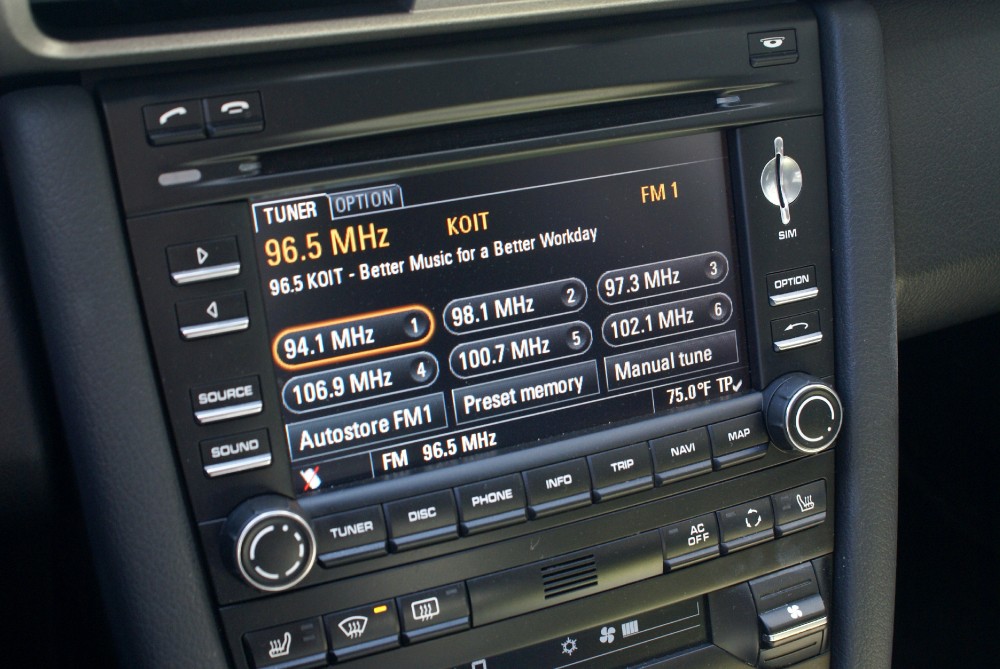 TUNER OPTION
96.5 MHz KOIT FM 1
96.5 KOIT - Better Music for a Better Workday
94.1 MHz 1 98.1 MHz 2 97.3 MHz 3
106.9 MHz 4 100.7 MHz 5 102.1 MHz 6
Autostore FM1 Preset memory Manual tune
FM 96.5 MHz 75.0°F TP
SIM
OPTION
SOURCE
SOUND
TUNER DISC PHONE INFO TRIP NAVI MAP
AC OFF